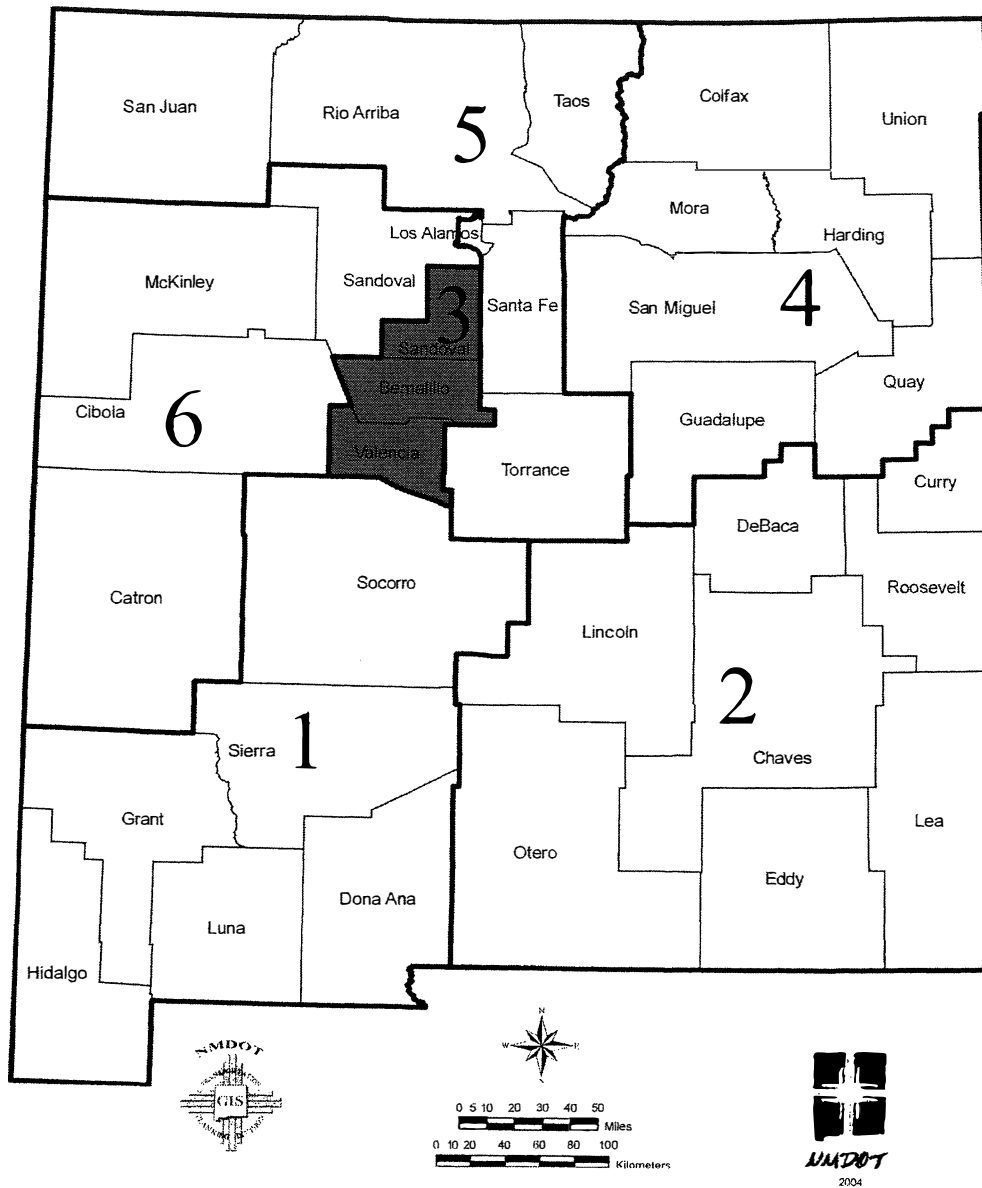 San Juan
Rio Arriba
5
Taos
Colfax
Union
Mora
Harding
Los Alamos
McKinley
Sandoval
3
Santa Fe
San Miguel
4
Sandoval
Bernalillo
Cibola
6
Valencia
Torrance
Guadalupe
Quay
Curry
DeBaca
Roosevelt
Catron
Socorro
Lincoln
2
Chaves
Sierra
1
Grant
Lea
Otero
Eddy
Dona Ana
Luna
Hidalgo
NMDOT
GIS
N
W E
S
0 5 10 20 30 40 50
Miles
0 10 20 40 60 80 100
Kilometers
NMDOT
2004